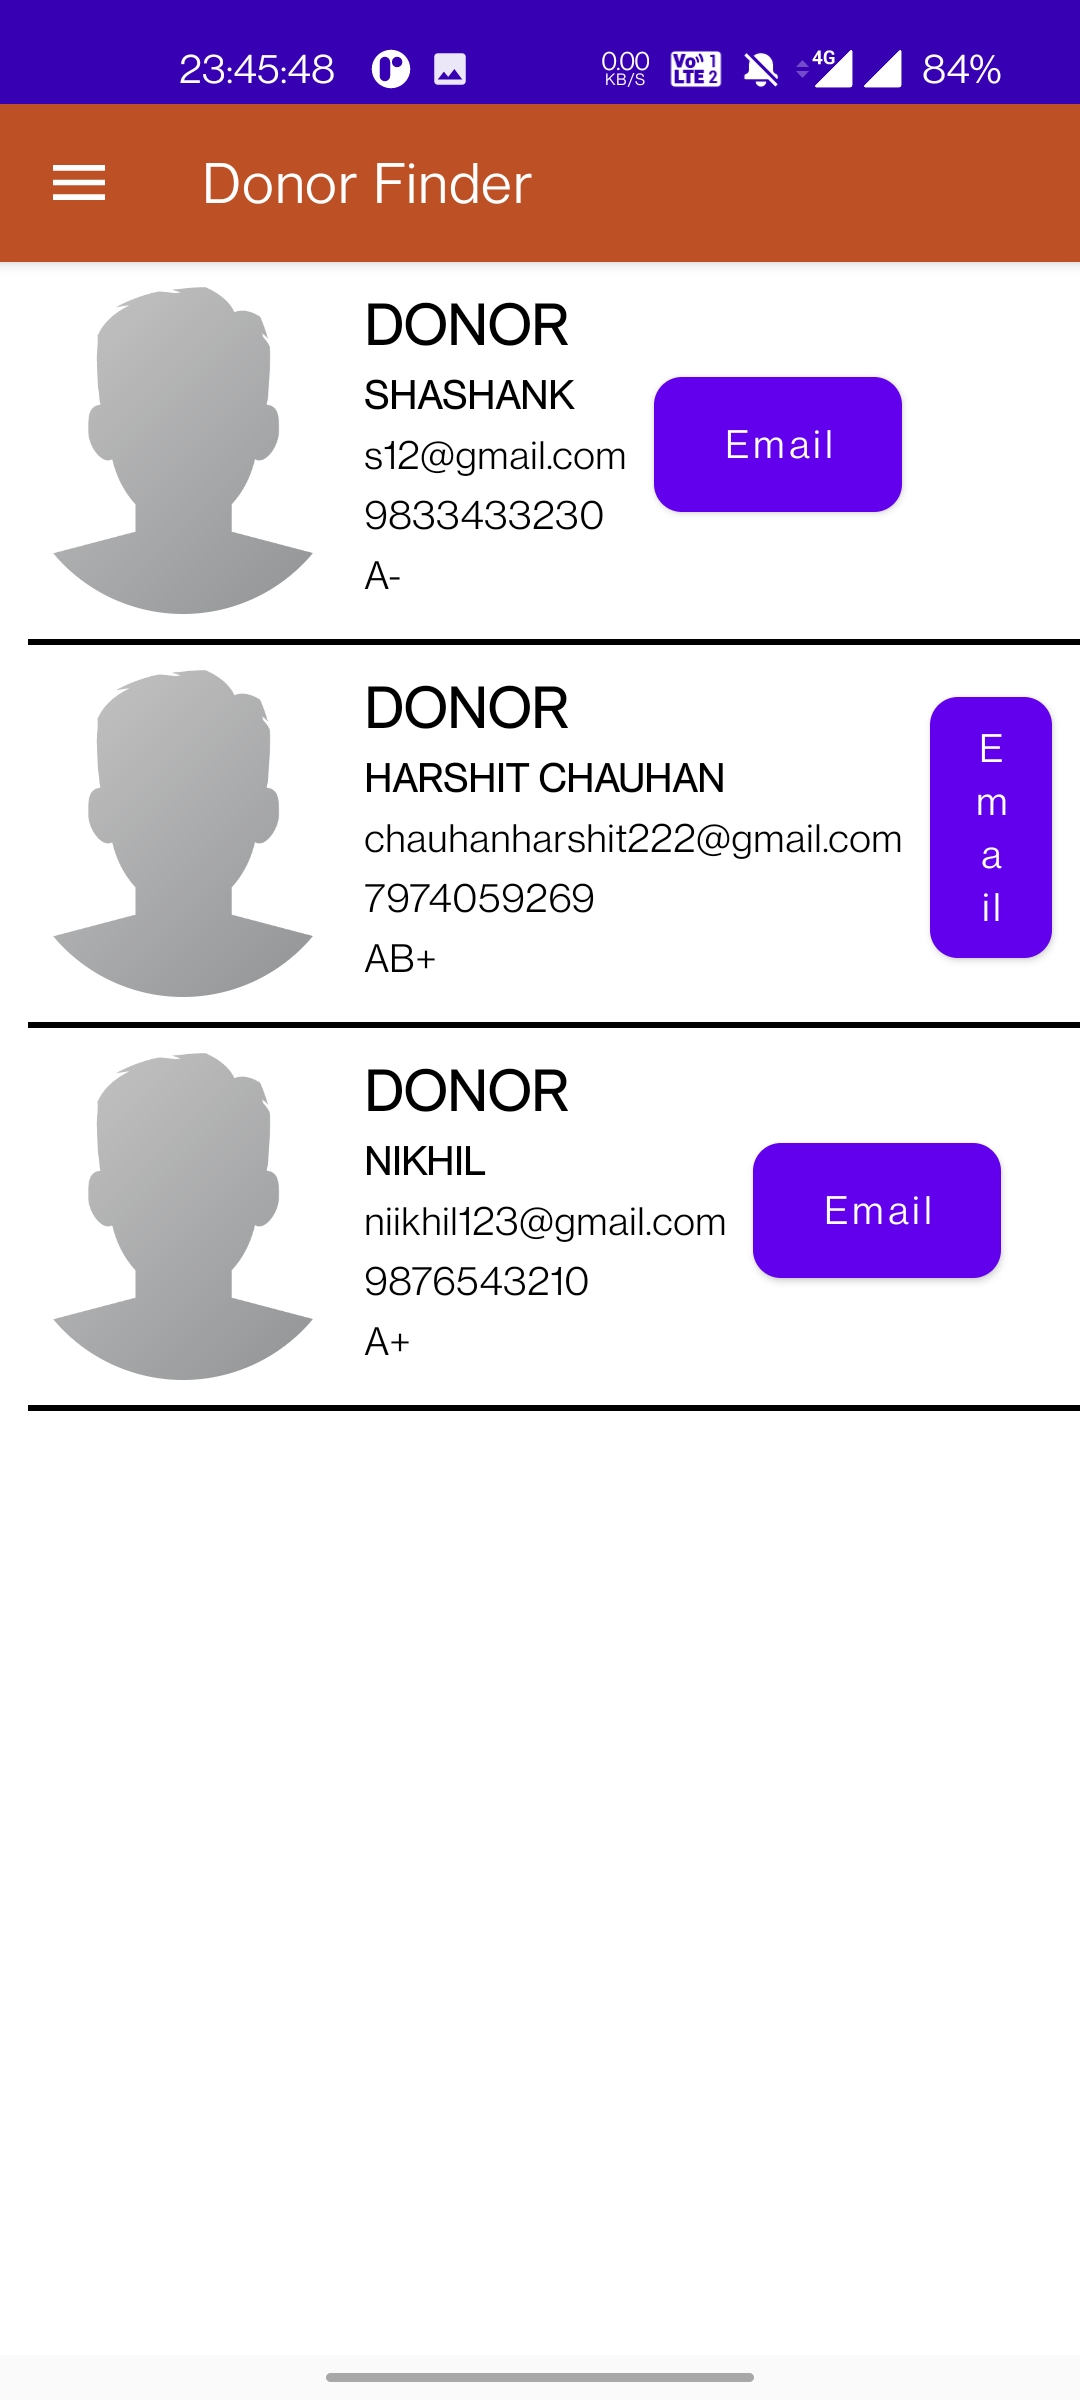 23:45:48 0.00 KB/S Vo)) 1 LTE 2 4G 84%
Donor Finder
DONOR
SHASHANK
s12@gmail.com
9833433230
A-
Email
DONOR
HARSHIT CHAUHAN
chauhanharshit222@gmail.com
7974059269
AB+
E
m
a
il
DONOR
NIKHIL
niikhil123@gmail.com
9876543210
A+
Email